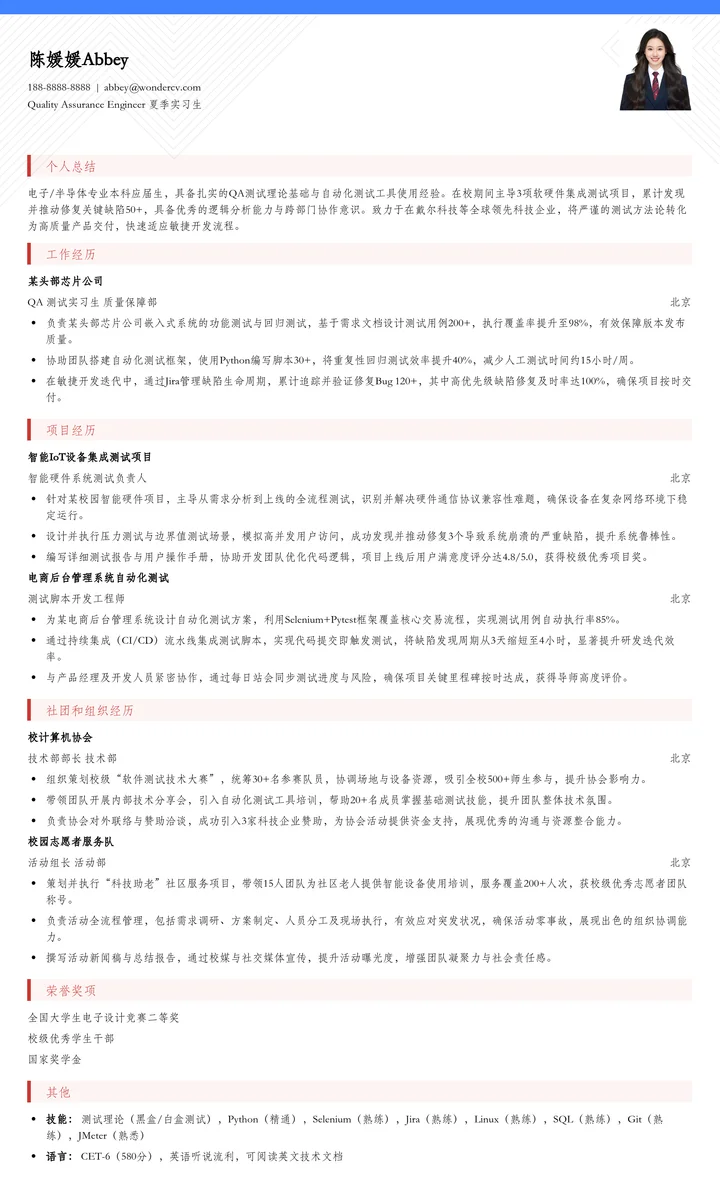 陈媛媛Abbey
188-8888-8888 | abbey@wondercv.com
Quality Assurance Engineer 夏季实习生
个人总结
电子/半导体专业本科应届生，具备扎实的QA测试理论基础与自动化测试工具使用经验。在校期间主导3项软硬件集成测试项目，累计发现
并推动修复关键缺陷50+，具备优秀的逻辑分析能力与跨部门协作意识。致力于在戴尔科技等全球领先科技企业，将严谨的测试方法论转化
为高质量产品交付，快速适应敏捷开发流程。
工作经历
某头部芯片公司
QA 测试实习生 质量保障部 北京
• 负责某头部芯片公司嵌入式系统的功能测试与回归测试，基于需求文档设计测试用例200+，执行覆盖率提升至98%，有效保障版本发布
质量。
• 协助团队搭建自动化测试框架，使用Python编写脚本30+，将重复性回归测试效率提升40%，减少人工测试时间约15小时/周。
• 在敏捷开发迭代中，通过Jira管理缺陷生命周期，累计追踪并验证修复Bug 120+，其中高优先级缺陷修复及时率达100%，确保项目按时交
付。
项目经历
智能IoT设备集成测试项目
智能硬件系统测试负责人 北京
• 针对某校园智能硬件项目，主导从需求分析到上线的全流程测试，识别并解决硬件通信协议兼容性难题，确保设备在复杂网络环境下稳
定运行。
• 设计并执行压力测试与边界值测试场景，模拟高并发用户访问，成功发现并推动修复3个导致系统崩溃的严重缺陷，提升系统鲁棒性。
• 编写详细测试报告与用户操作手册，协助开发团队优化代码逻辑，项目上线后用户满意度评分达4.8/5.0，获得校级优秀项目奖。
电商后台管理系统自动化测试
测试脚本开发工程师 北京
• 为某电商后台管理系统设计自动化测试方案，利用Selenium+Pytest框架覆盖核心交易流程，实现测试用例自动执行率85%。
• 通过持续集成（CI/CD）流水线集成测试脚本，实现代码提交即触发测试，将缺陷发现周期从3天缩短至4小时，显著提升研发迭代效
率。
• 与产品经理及开发人员紧密协作，通过每日站会同步测试进度与风险，确保项目关键里程碑按时达成，获得导师高度评价。
社团和组织经历
校计算机协会
技术部部长 技术部 北京
• 组织策划校级“软件测试技术大赛”，统筹30+名参赛队员，协调场地与设备资源，吸引全校500+师生参与，提升协会影响力。
• 带领团队开展内部技术分享会，引入自动化测试工具培训，帮助20+名成员掌握基础测试技能，提升团队整体技术氛围。
• 负责协会对外联络与赞助洽谈，成功引入3家科技企业赞助，为协会活动提供资金支持，展现优秀的沟通与资源整合能力。
校园志愿者服务队
活动组长 活动部 北京
• 策划并执行“科技助老”社区服务项目，带领15人团队为社区老人提供智能设备使用培训，服务覆盖200+人次，获校级优秀志愿者团队
称号。
• 负责活动全流程管理，包括需求调研、方案制定、人员分工及现场执行，有效应对突发状况，确保活动零事故，展现出色的组织协调能
力。
• 撰写活动新闻稿与总结报告，通过校媒与社交媒体宣传，提升活动曝光度，增强团队凝聚力与社会责任感。
荣誉奖项
全国大学生电子设计竞赛二等奖
校级优秀学生干部
国家奖学金
其他
• 技能： 测试理论（黑盒/白盒测试）, Python（精通）, Selenium（熟练）, Jira（熟练）, Linux（熟练）, SQL（熟练）, Git（熟
练）, JMeter（熟悉）
• 语言： CET-6（580分）, 英语听说流利，可阅读英文技术文档